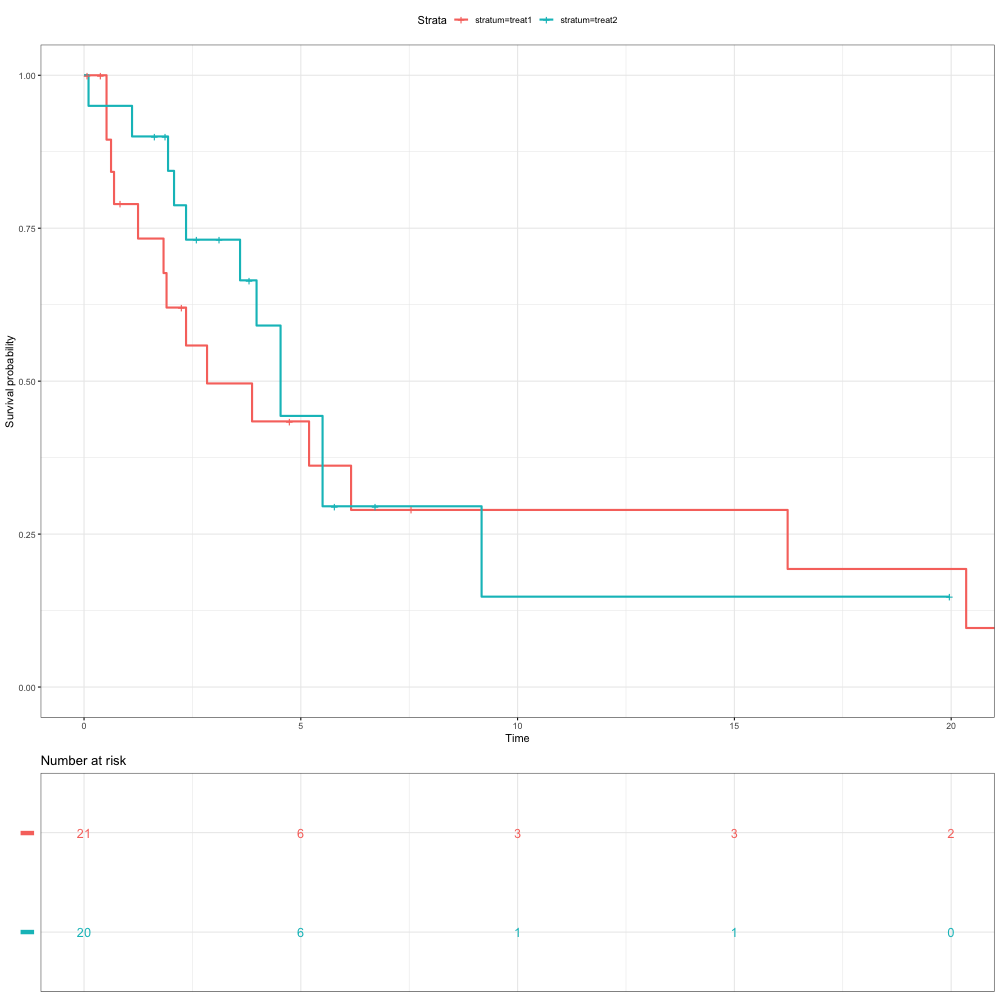 Strata stratum=treat1 stratum=treat2
1.00
0.75
0.50
0.25
0.00
Survival probability
0 5 10 15 20
Time
Number at risk
21 6 3 3 2
20 6 1 1 0